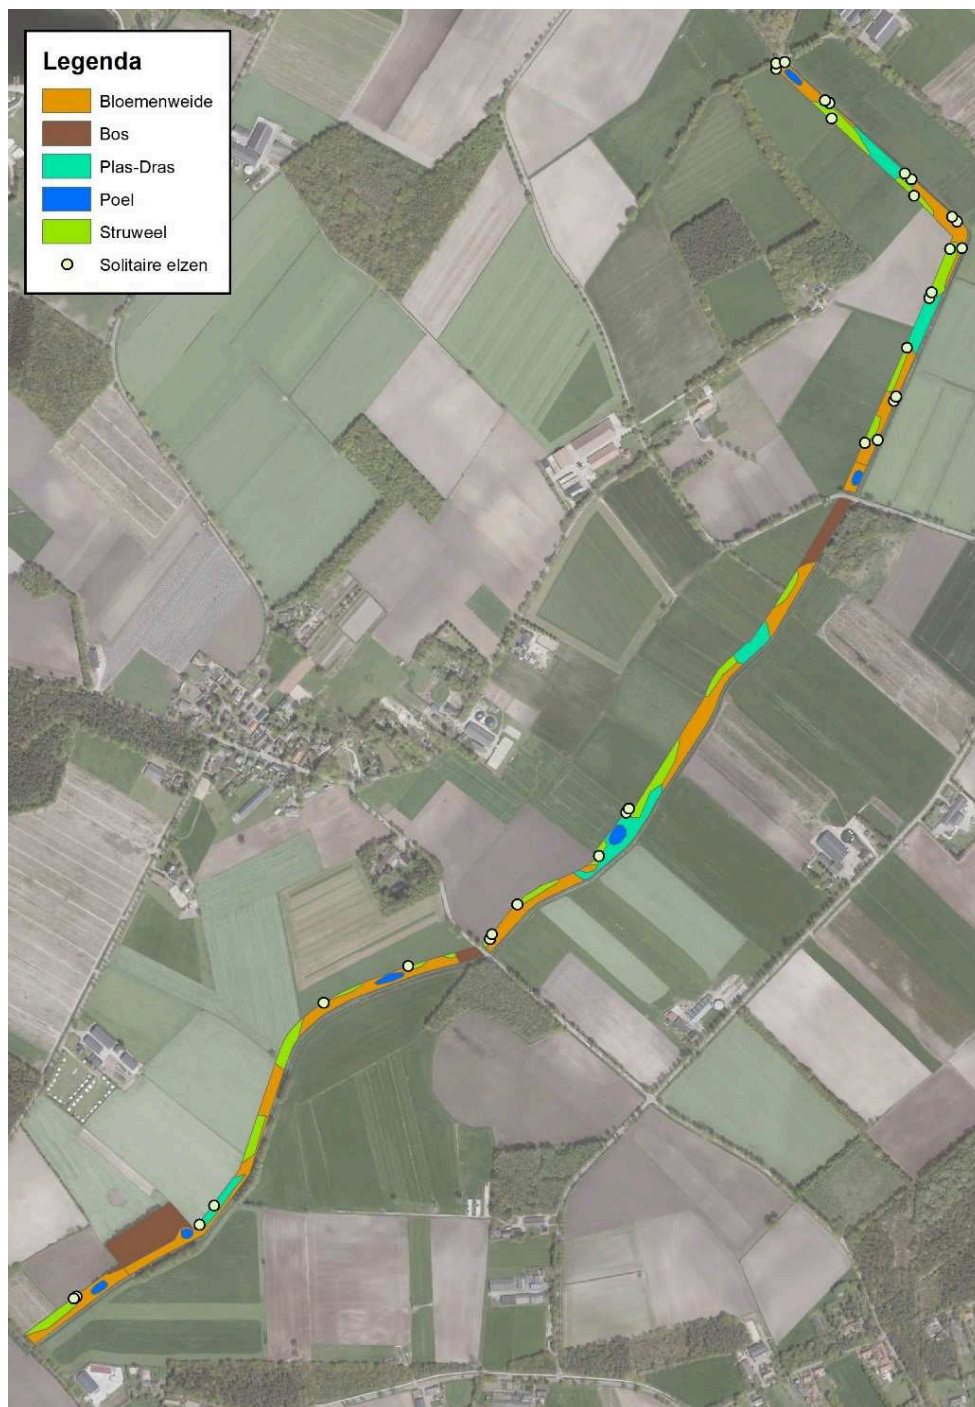 Legenda
Bloemenweide
Bos
Plas-Dras
Poel
Struweel
Solitaire elzen